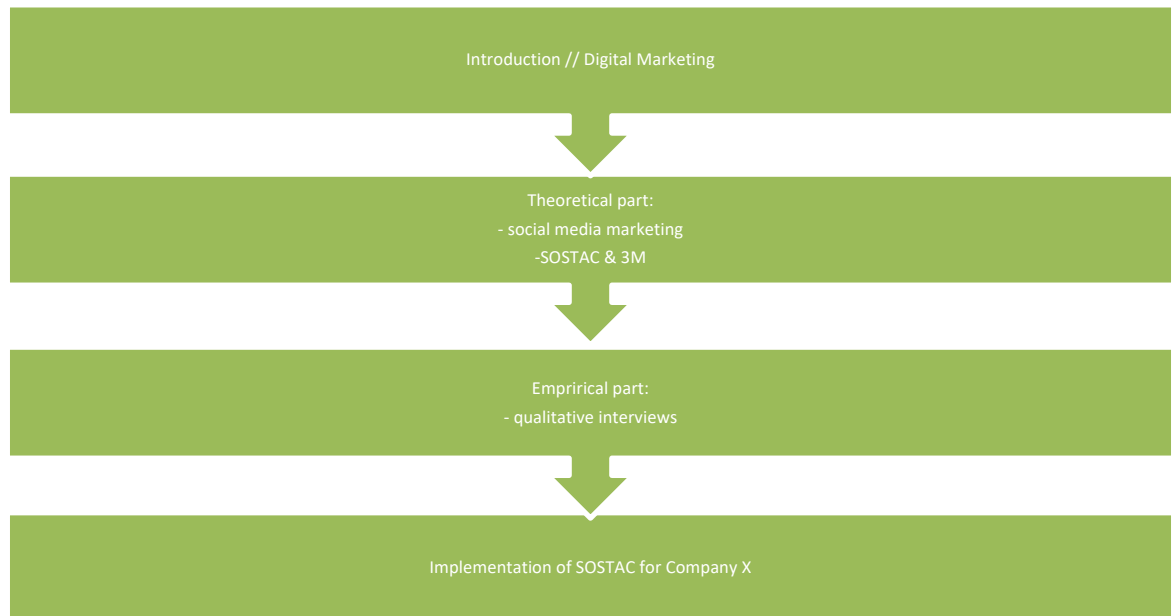 Introduction // Digital Marketing
Theoretical part:
- social media marketing
-SOSTAC & 3M
Emprirical part:
- qualitative interviews
Implementation of SOSTAC for Company X